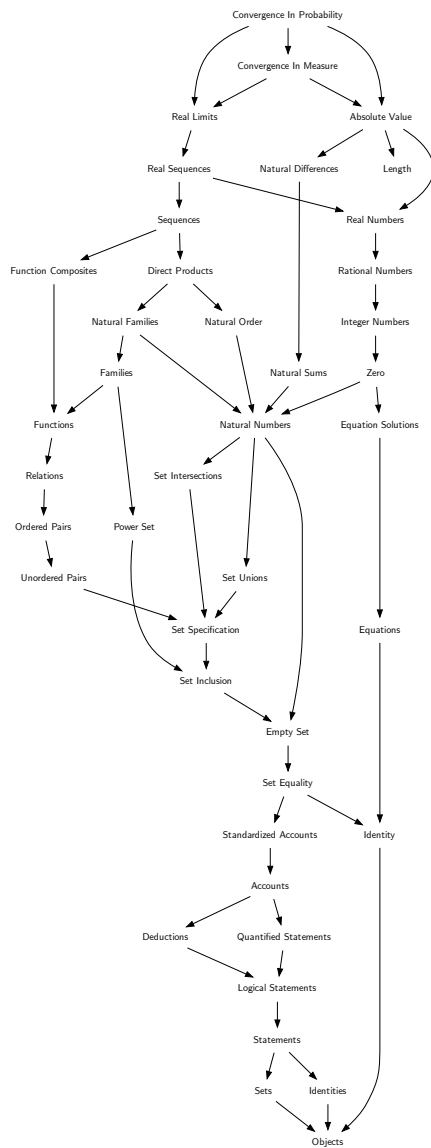 Convergence In Probability
Convergence In Measure
Real Limits
Absolute Value
Real Sequences
Natural Differences
Length
Sequences
Real Numbers
Function Composites
Direct Products
Rational Numbers
Natural Families
Natural Order
Integer Numbers
Families
Natural Sums
Zero
Functions
Natural Numbers
Equation Solutions
Relations
Set Intersections
Ordered Pairs
Power Set
Unordered Pairs
Set Unions
Set Specification
Equations
Set Inclusion
Empty Set
Set Equality
Standardized Accounts
Identity
Accounts
Deductions
Quantified Statements
Logical Statements
Statements
Sets
Identities
Objects